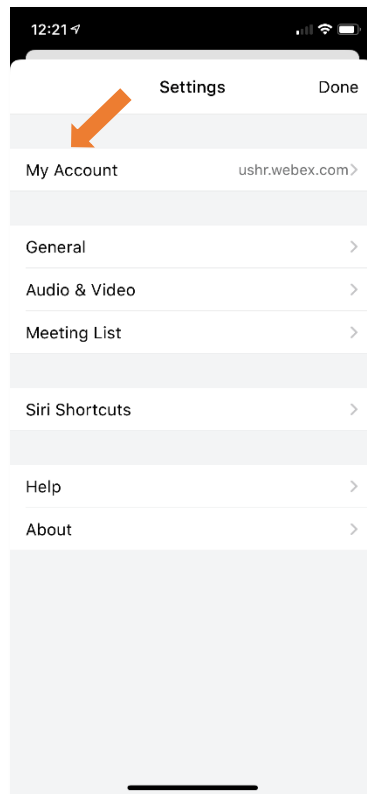 12:21
Settings Done
My Account ushr.webex.com
General
Audio & Video
Meeting List
Siri Shortcuts
Help
About